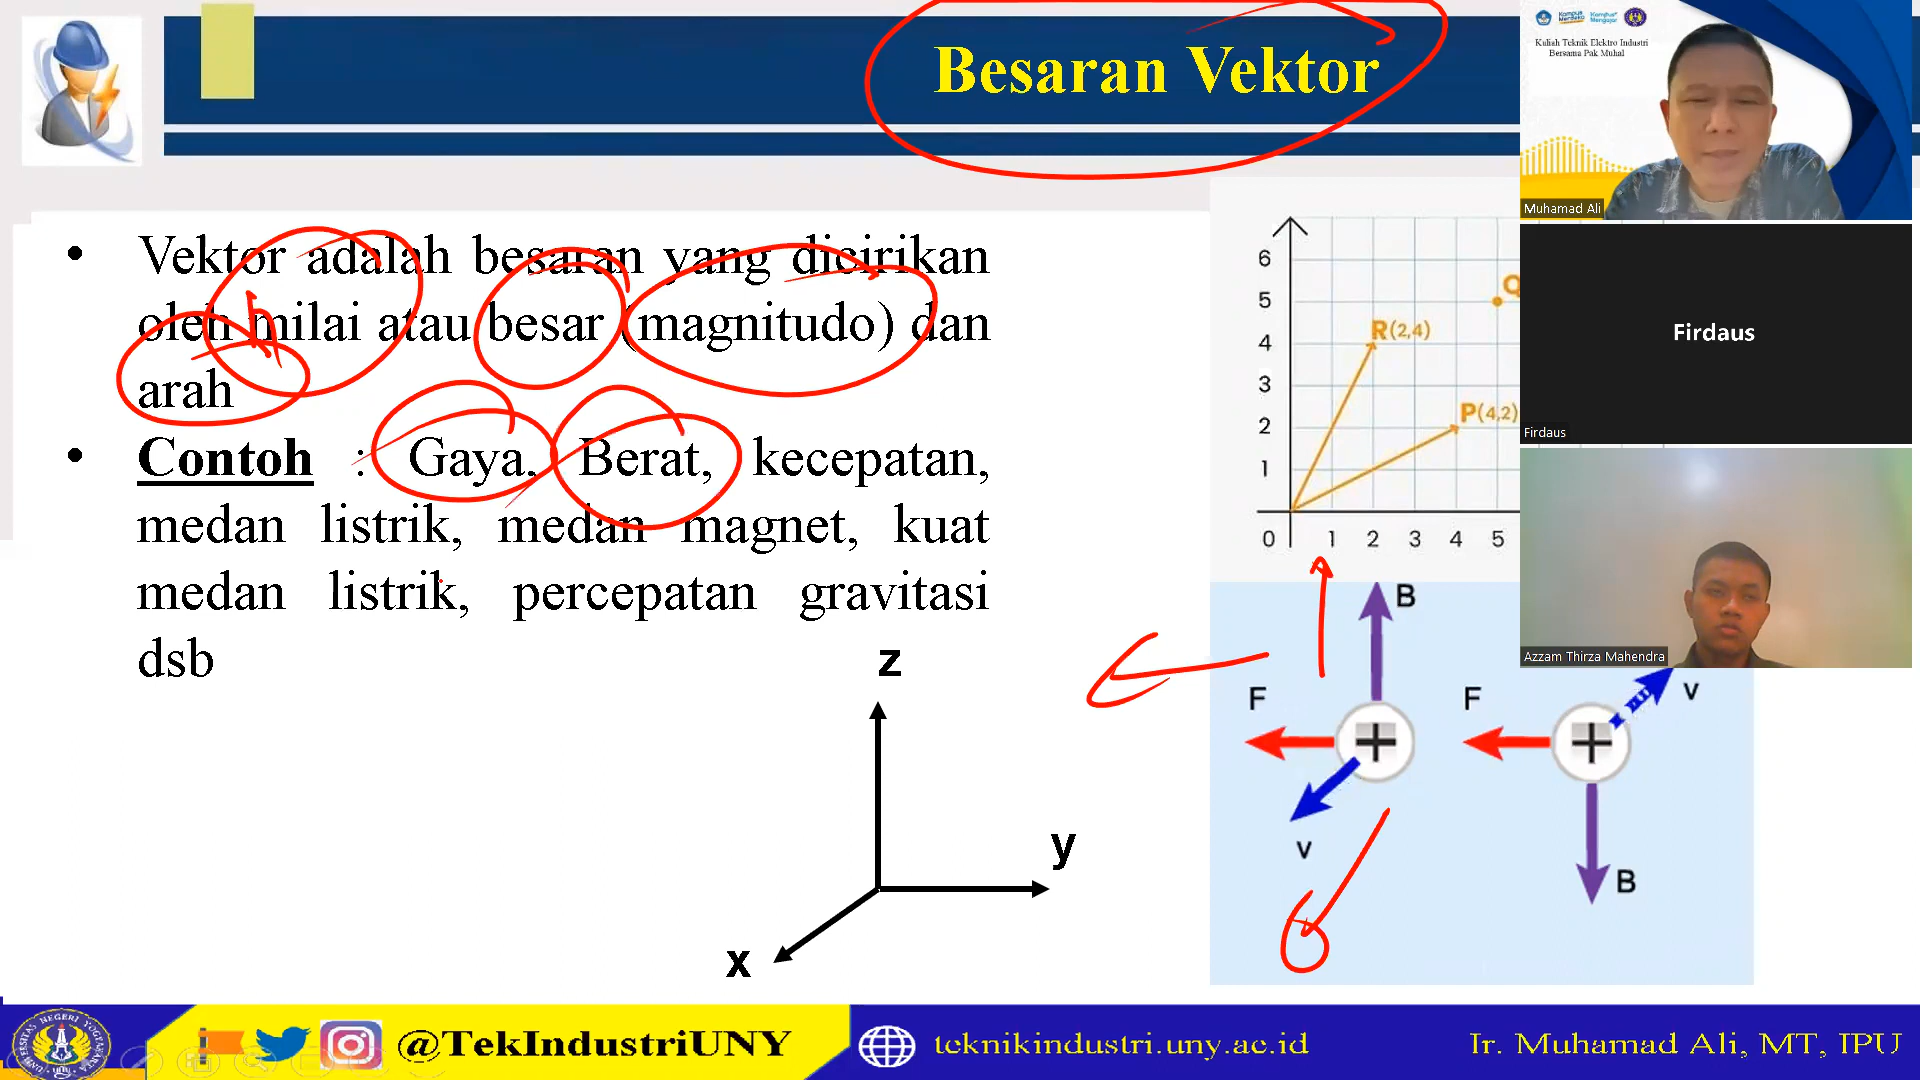 Besaran Vektor
Kuliah Teknik Elektro Industri
Bersama Pak Muhal
Muhamad Ali
Firdaus
Firdaus
Azzam Thirza Mahendra
• Vektor adalah besaran yang dicirikan
oleh milai atau besar (magnitudo) dan
arah
• Contoh : Gaya, Berat, kecepatan,
medan listrik, medan magnet, kuat
medan listrik, percepatan gravitasi
dsb
z
y
x
6
5
4
3
2
1
0 1 2 3 4 5
Q
R(2,4)
P(4,2)
B
F
+
v
F
+
v
B
@TekIndustriUNY
teknikindustri.uny.ac.id
Ir. Muhamad Ali, MT, IPU